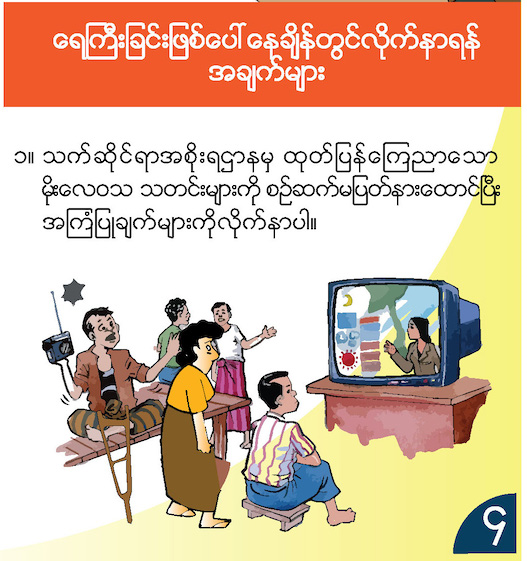 ရေကြီးခြင်းဖြစ်ပေါ်နေချိန်တွင်လိုက်နာရန်
အချက်များ
၁။ သက်ဆိုင်ရာအစိုးရဌာနမှ ထုတ်ပြန်ကြေညာသော
မိုးလေဝသ သတင်းများကို စဉ်ဆက်မပြတ်နားထောင်ပြီး
အကြံပြုချက်များကိုလိုက်နာပါ။
၄